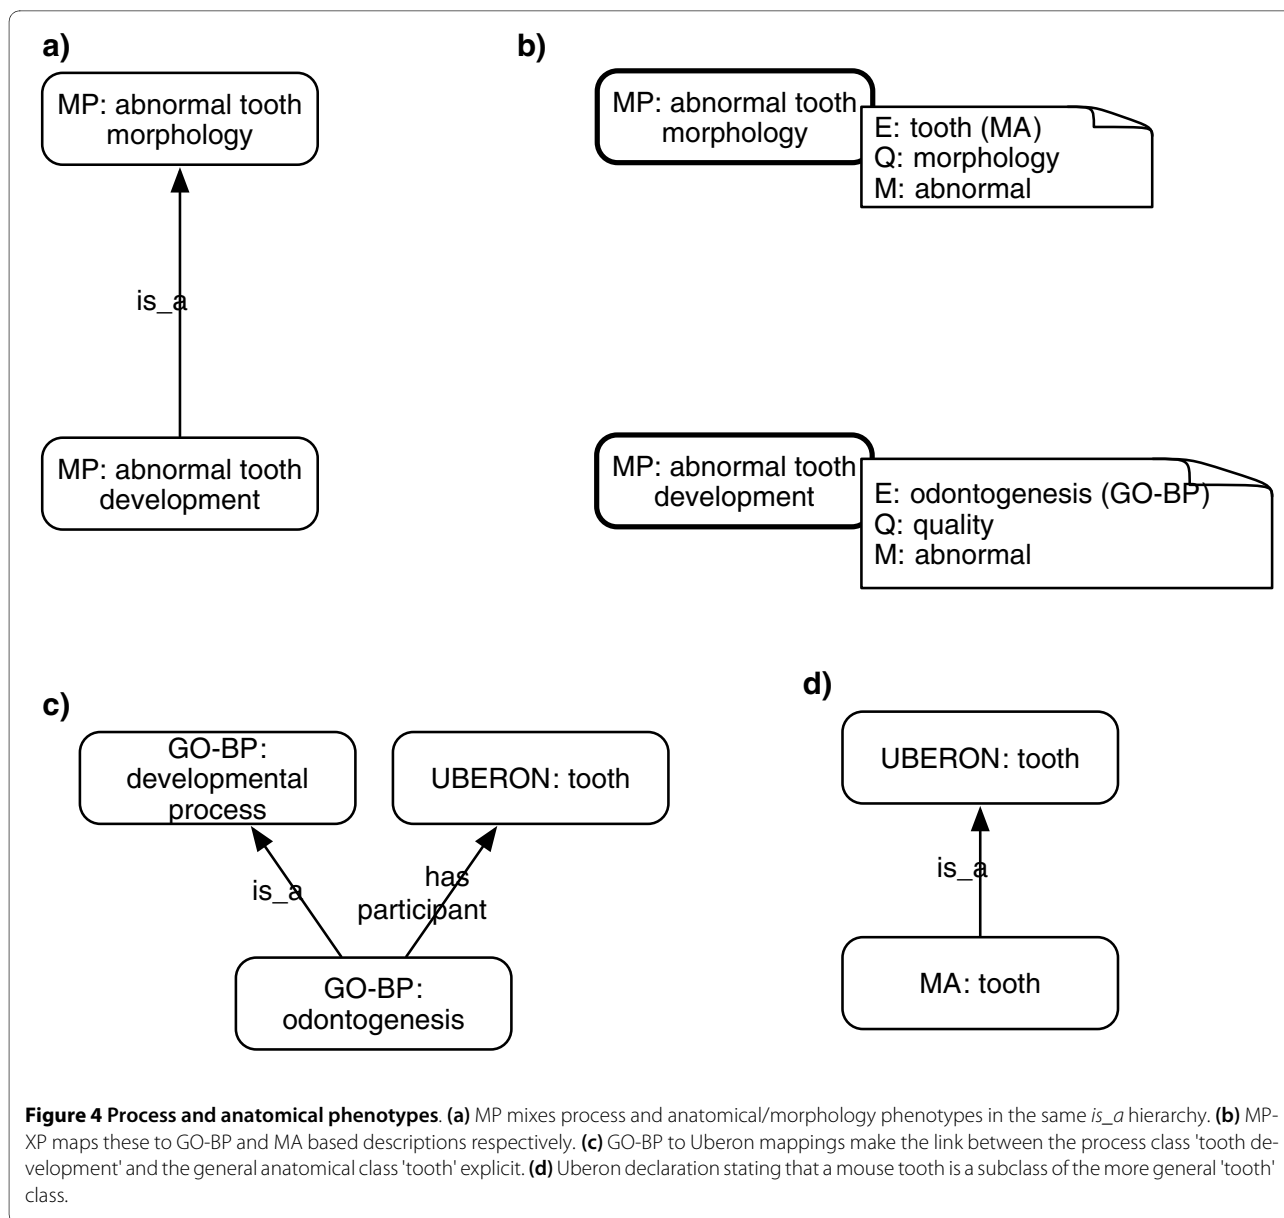 a)
MP: abnormal tooth
morphology
is_a
MP: abnormal tooth
development
b)
MP: abnormal tooth
morphology
E: tooth (MA)
Q: morphology
M: abnormal
MP: abnormal tooth
development
E: odontogenesis (GO-BP)
Q: quality
M: abnormal
c)
GO-BP:
developmental
process
UBERON: tooth
is_a
has
participant
GO-BP:
odontogenesis
d)
UBERON: tooth
is_a
MA: tooth
Figure 4 Process and anatomical phenotypes. (a) MP mixes process and anatomical/morphology phenotypes in the same is_a hierarchy. (b) MP-
XP maps these to GO-BP and MA based descriptions respectively. (c) GO-BP to Uberon mappings make the link between the process class 'tooth de-
velopment' and the general anatomical class 'tooth' explicit. (d) Uberon declaration stating that a mouse tooth is a subclass of the more general 'tooth'
class.